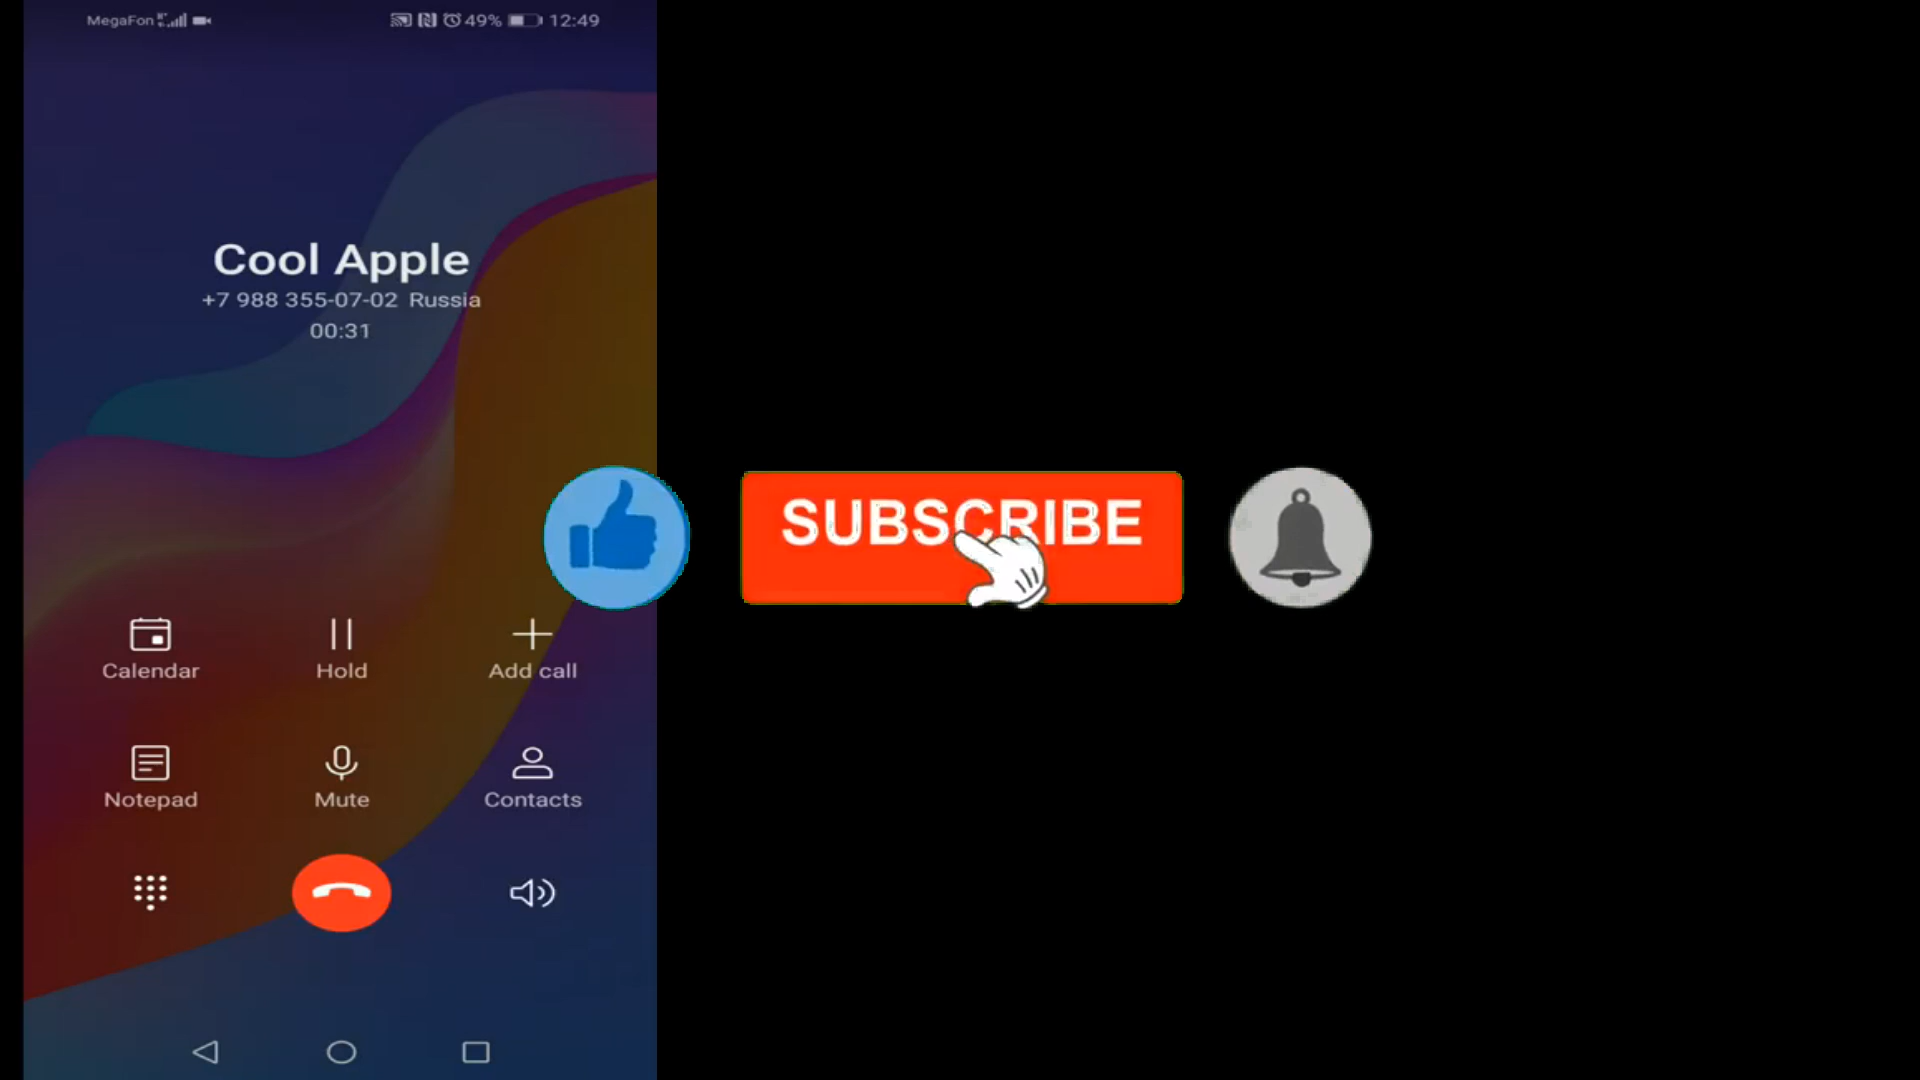 MegaFon 49% 12:49
Cool Apple
+7 988 355-07-02 Russia
00:31
SUBSCRIBE
Calendar Hold Add call
Notepad Mute Contacts